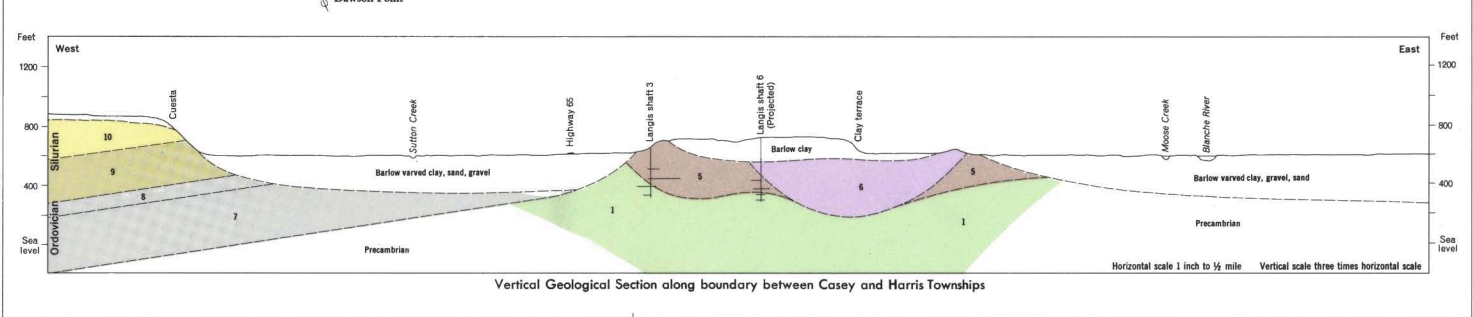 Dawson Point
Feet
Feet
West
East
1200
1200
Cuesta
Sutton Creek
Highway 65
Langis shaft 3
Langis shaft 6
(Projected)
Clay terrace
Moose Creek
Blanche River
800
800
Silurian
10
Barlow clay
9
Barlow varved clay, sand, gravel
5
5
Barlow varved clay, gravel, sand
400
400
8
6
Ordovician
7
1
1
Precambrian
Precambrian
Sea
level
Sea
level
Horizontal scale 1 inch to ½ mile Vertical scale three times horizontal scale
Vertical Geological Section along boundary between Casey and Harris Townships